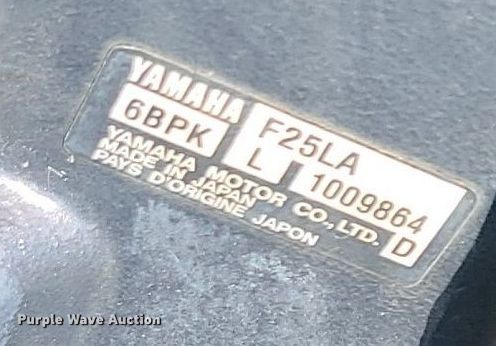 YAMAHA F25LA
6BPK L 1009864 D
YAMAHA MOTOR CO., LTD.
MADE IN JAPAN
PAYS D'ORIGINE JAPON
Purple Wave Auction